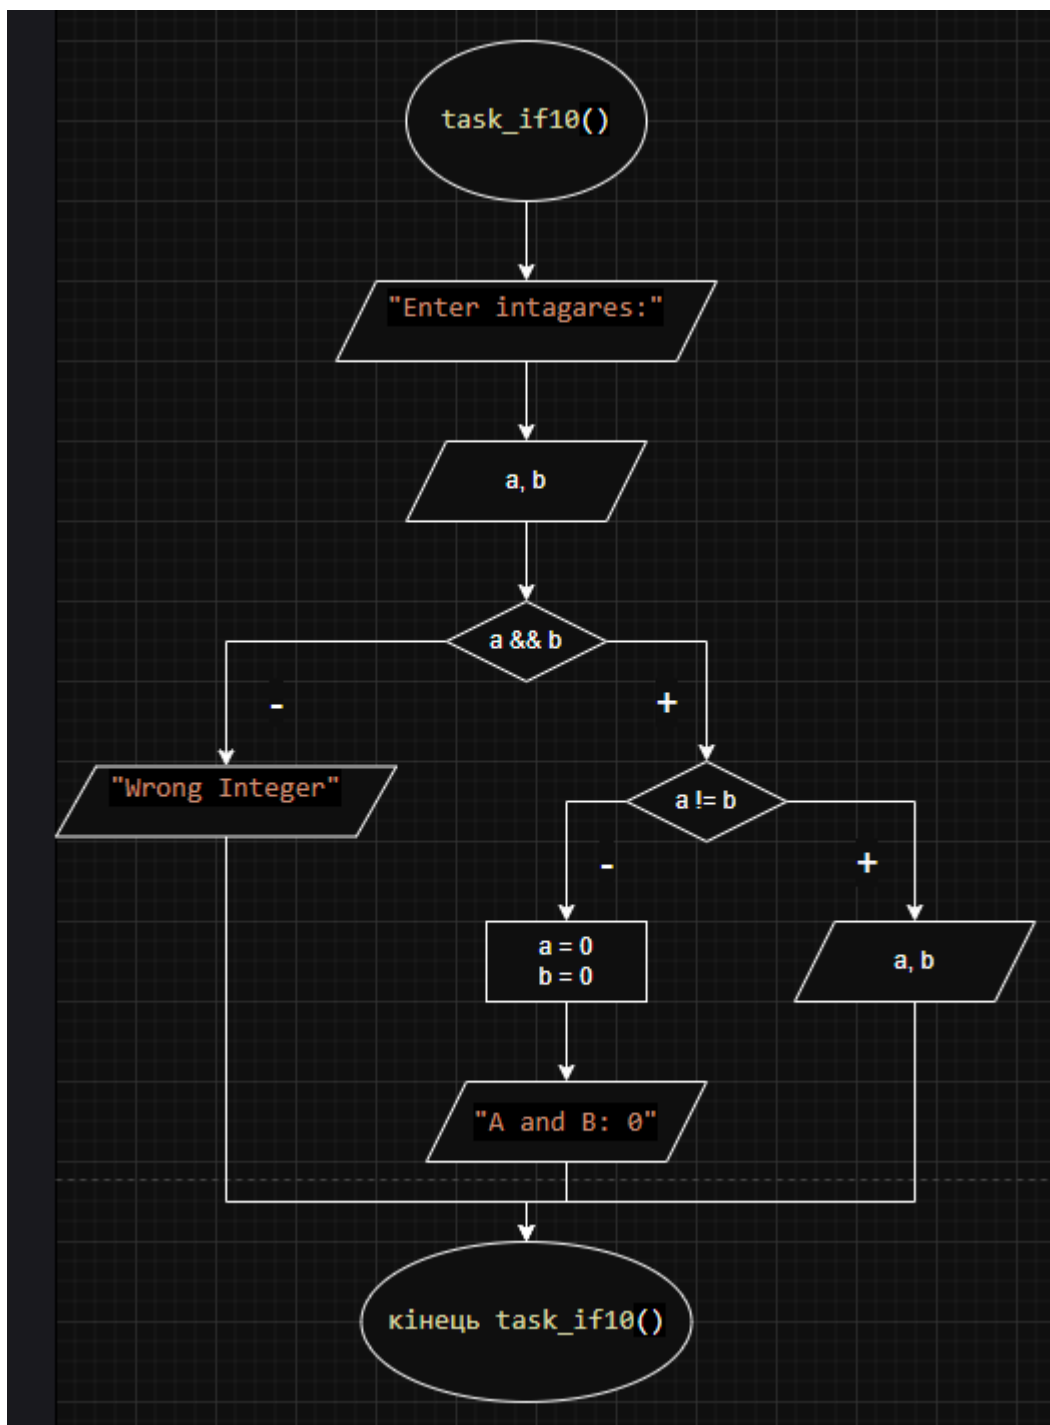 task_if10()
"Enter intagares:"
a, b
a && b
-
+
"Wrong Integer"
a != b
-
+
a = 0
b = 0
a, b
"A and B: 0"
кінець task_if10()